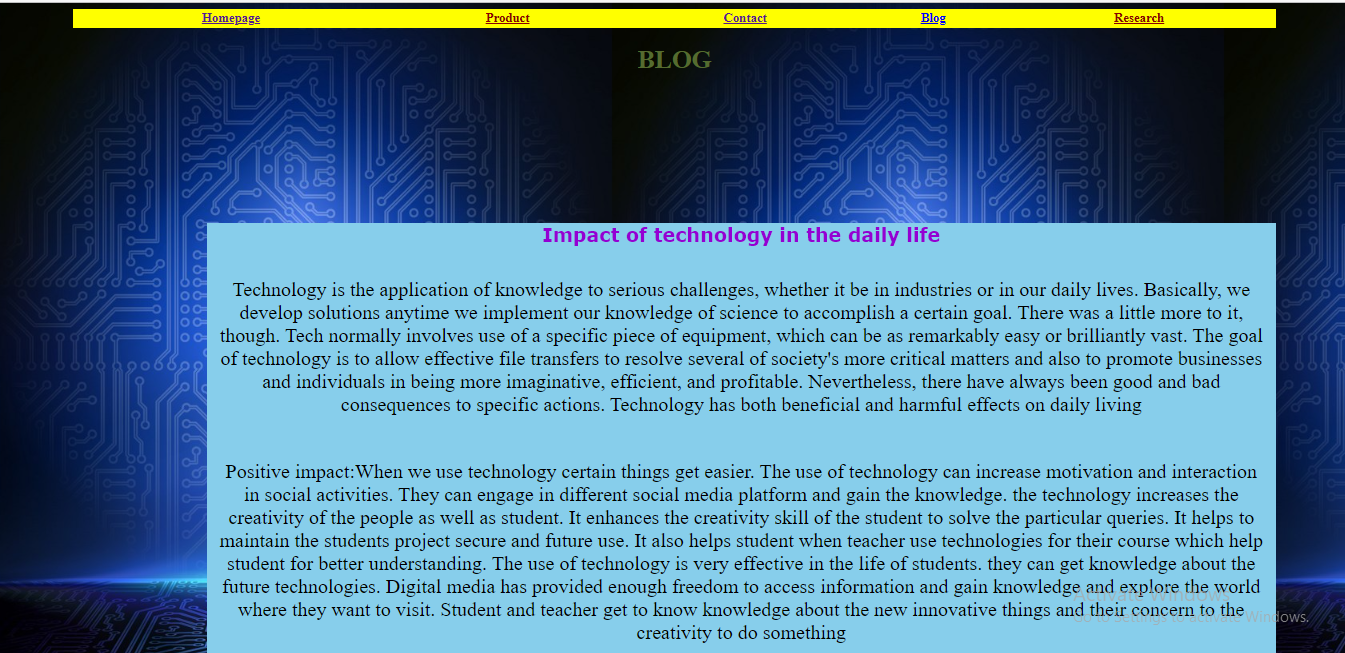 Homepage Product Contact Blog Research
BLOG
Impact of technology in the daily life
Technology is the application of knowledge to serious challenges, whether it be in industries or in our daily lives. Basically, we
develop solutions anytime we implement our knowledge of science to accomplish a certain goal. There was a little more to it,
though. Tech normally involves use of a specific piece of equipment, which can be as remarkably easy or brilliantly vast. The goal
of technology is to allow effective file transfers to resolve several of society's more critical matters and also to promote businesses
and individuals in being more imaginative, efficient, and profitable. Nevertheless, there have always been good and bad
consequences to specific actions. Technology has both beneficial and harmful effects on daily living
Positive impact:When we use technology certain things get easier. The use of technology can increase motivation and interaction
in social activities. They can engage in different social media platform and gain the knowledge. the technology increases the
creativity of the people as well as student. It enhances the creativity skill of the student to solve the particular queries. It helps to
maintain the students project secure and future use. It also helps student when teacher use technologies for their course which help
student for better understanding. The use of technology is very effective in the life of students. they can get knowledge about the
future technologies. Digital media has provided enough freedom to access information and gain knowledge and explore the world
where they want to visit. Student and teacher get to know knowledge about the new innovative things and their concern to the
creativity to do something
Activate Windows
Go to Settings to activate Windows.